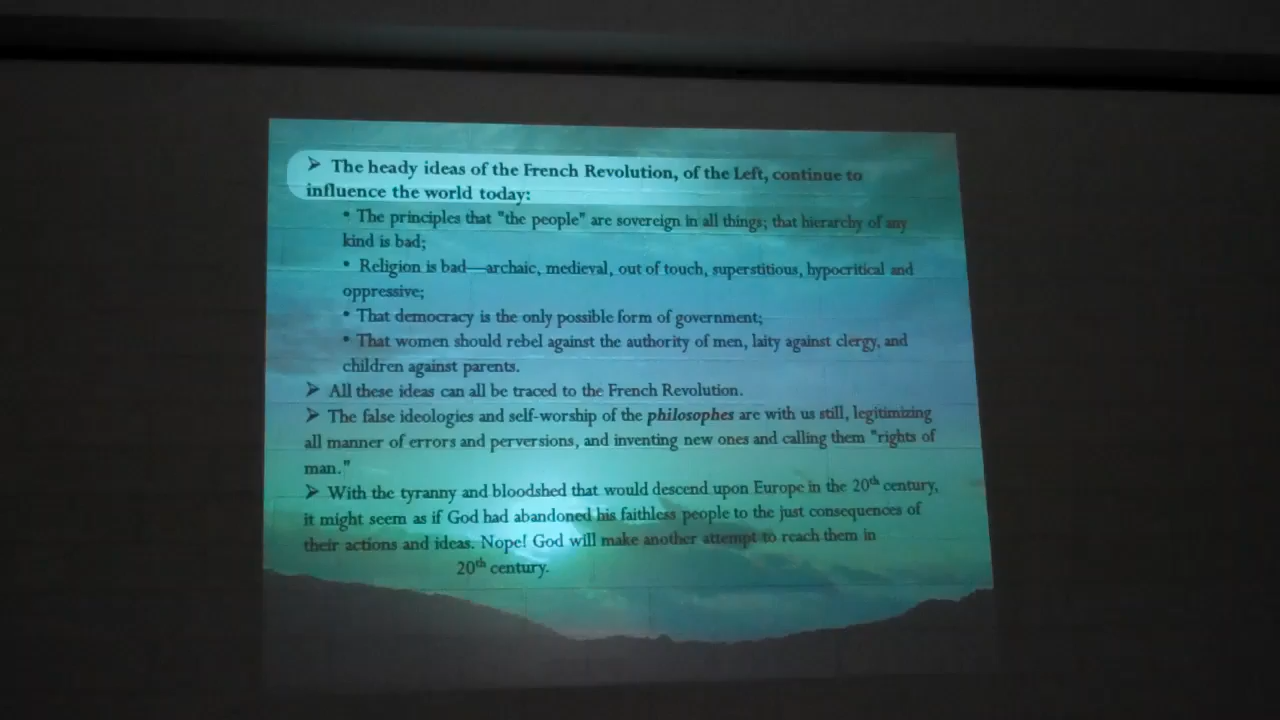 ➢ The heady ideas of the French Revolution, of the Left, continue to
influence the world today:
• The principles that "the people" are sovereign in all things; that hierarchy of any
kind is bad;
• Religion is bad—archaic, medieval, out of touch, superstitious, hypocritical and
oppressive;
• That democracy is the only possible form of government;
• That women should rebel against the authority of men, laity against clergy, and
children against parents.
➢ All these ideas can all be traced to the French Revolution.
➢ The false ideologies and self-worship of the philosophes are with us still, legitimizing
all manner of errors and perversions, and inventing new ones and calling them "rights of
man."
➢ With the tyranny and bloodshed that would descend upon Europe in the 20th century,
it might seem as if God had abandoned his faithless people to the just consequences of
their actions and ideas. Nope! God will make another attempt to reach them in
20th century.